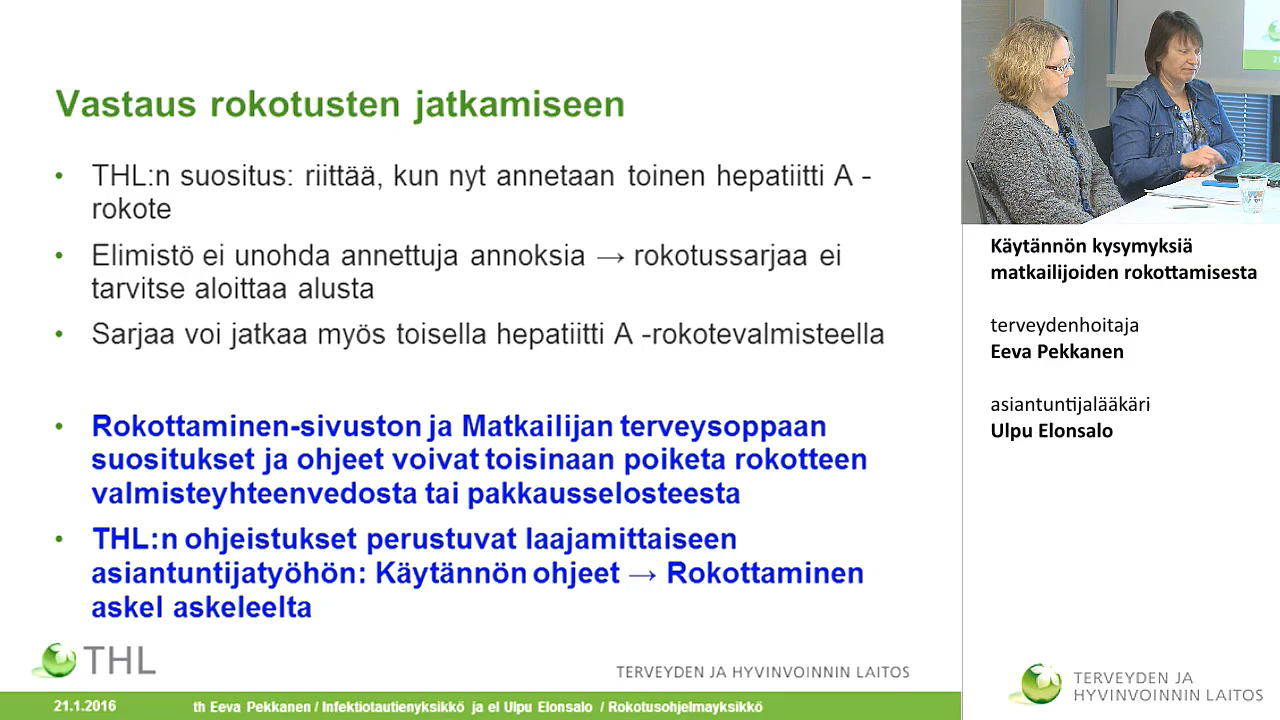 Vastaus rokotusten jatkamiseen
• THL:n suositus: riittää, kun nyt annetaan toinen hepatiitti A -
rokote
• Elimistö ei unohda annettuja annoksia → rokotussarjaa ei
tarvitse aloittaa alusta
• Sarjaa voi jatkaa myös toisella hepatiitti A -rokotevalmisteella
• Rokottaminen-sivuston ja Matkailijan terveysoppaan
suositukset ja ohjeet voivat toisinaan poiketa rokotteen
valmisteyhteenvedosta tai pakkausselosteesta
• THL:n ohjeistukset perustuvat laajamittaiseen
asiantuntijatyöhön: Käytännön ohjeet → Rokottaminen
askel askeleelta
THL
TERVEYDEN JA HYVINVOINNIN LAITOS
21.1.2016 th Eeva Pekkanen / Infektiotautienyksikkö ja el Ulpu Elonsalo / Rokotusohjelmayksikkö
Käytännön kysymyksiä
matkailijoiden rokottamisesta
terveydenhoitaja
Eeva Pekkanen
asiantuntijalääkäri
Ulpu Elonsalo
TERVEYDEN JA
HYVINVOINNIN LAITOS